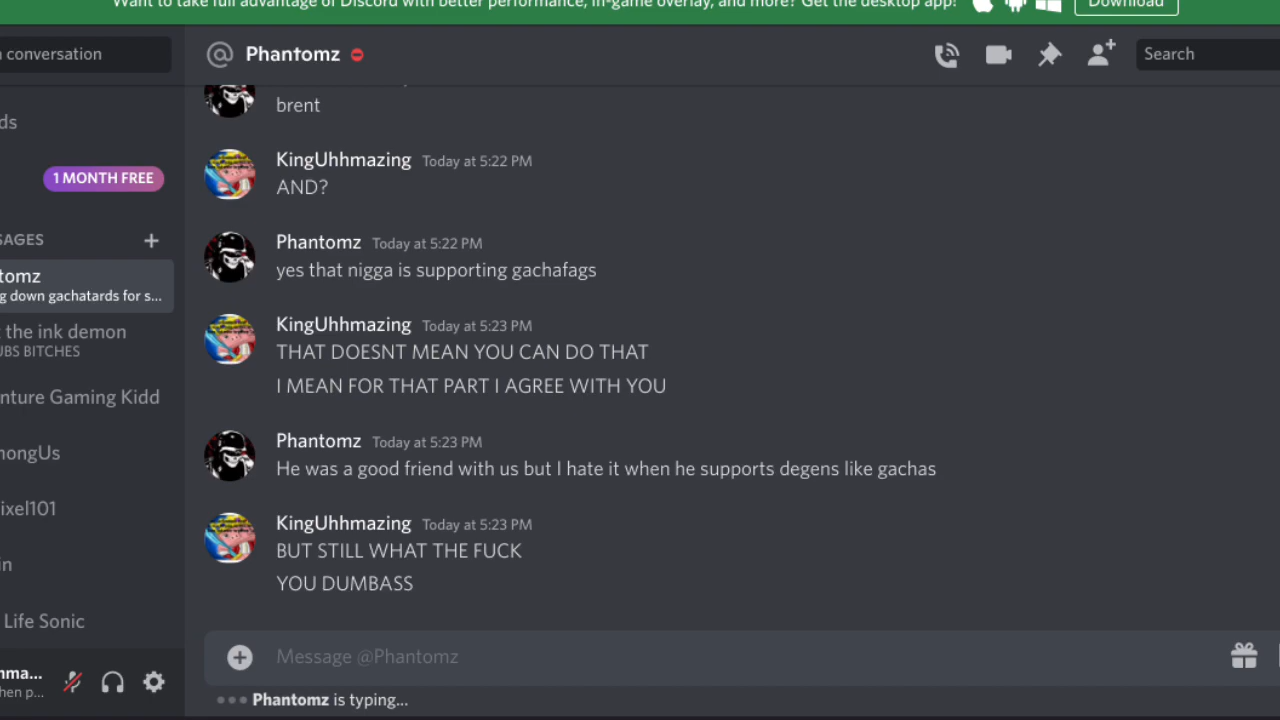 Want to take full advantage of Discord with better performance, in-game overlay, and more? Get the desktop app!
Download
conversation
@ Phantomz
Search
brent
ds
KingUhhmazing Today at 5:22 PM
AND?
1 MONTH FREE
SAGES +
Phantomz Today at 5:22 PM
yes that nigga is supporting gachafags
tomz
g down gachatards for s...
KingUhhmazing Today at 5:23 PM
THAT DOESNT MEAN YOU CAN DO THAT
I MEAN FOR THAT PART I AGREE WITH YOU
the ink demon
UBS BITCHES
nture Gaming Kidd
Phantomz Today at 5:23 PM
He was a good friend with us but I hate it when he supports degens like gachas
mongUs
ixel101
KingUhhmazing Today at 5:23 PM
BUT STILL WHAT THE FUCK
YOU DUMBASS
in
Life Sonic
Message @Phantomz
hma...
hen p...
Phantomz is typing...